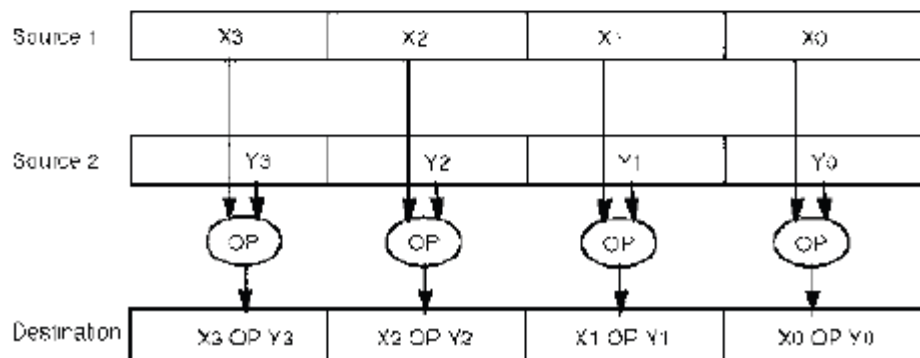 Source 1 X3 X2 X1 X0
Source 2 Y3 Y2 Y1 Y0
OP OP OP OP
Destination X3 OP Y3 X2 OP Y2 X1 OP Y1 X0 OP Y0